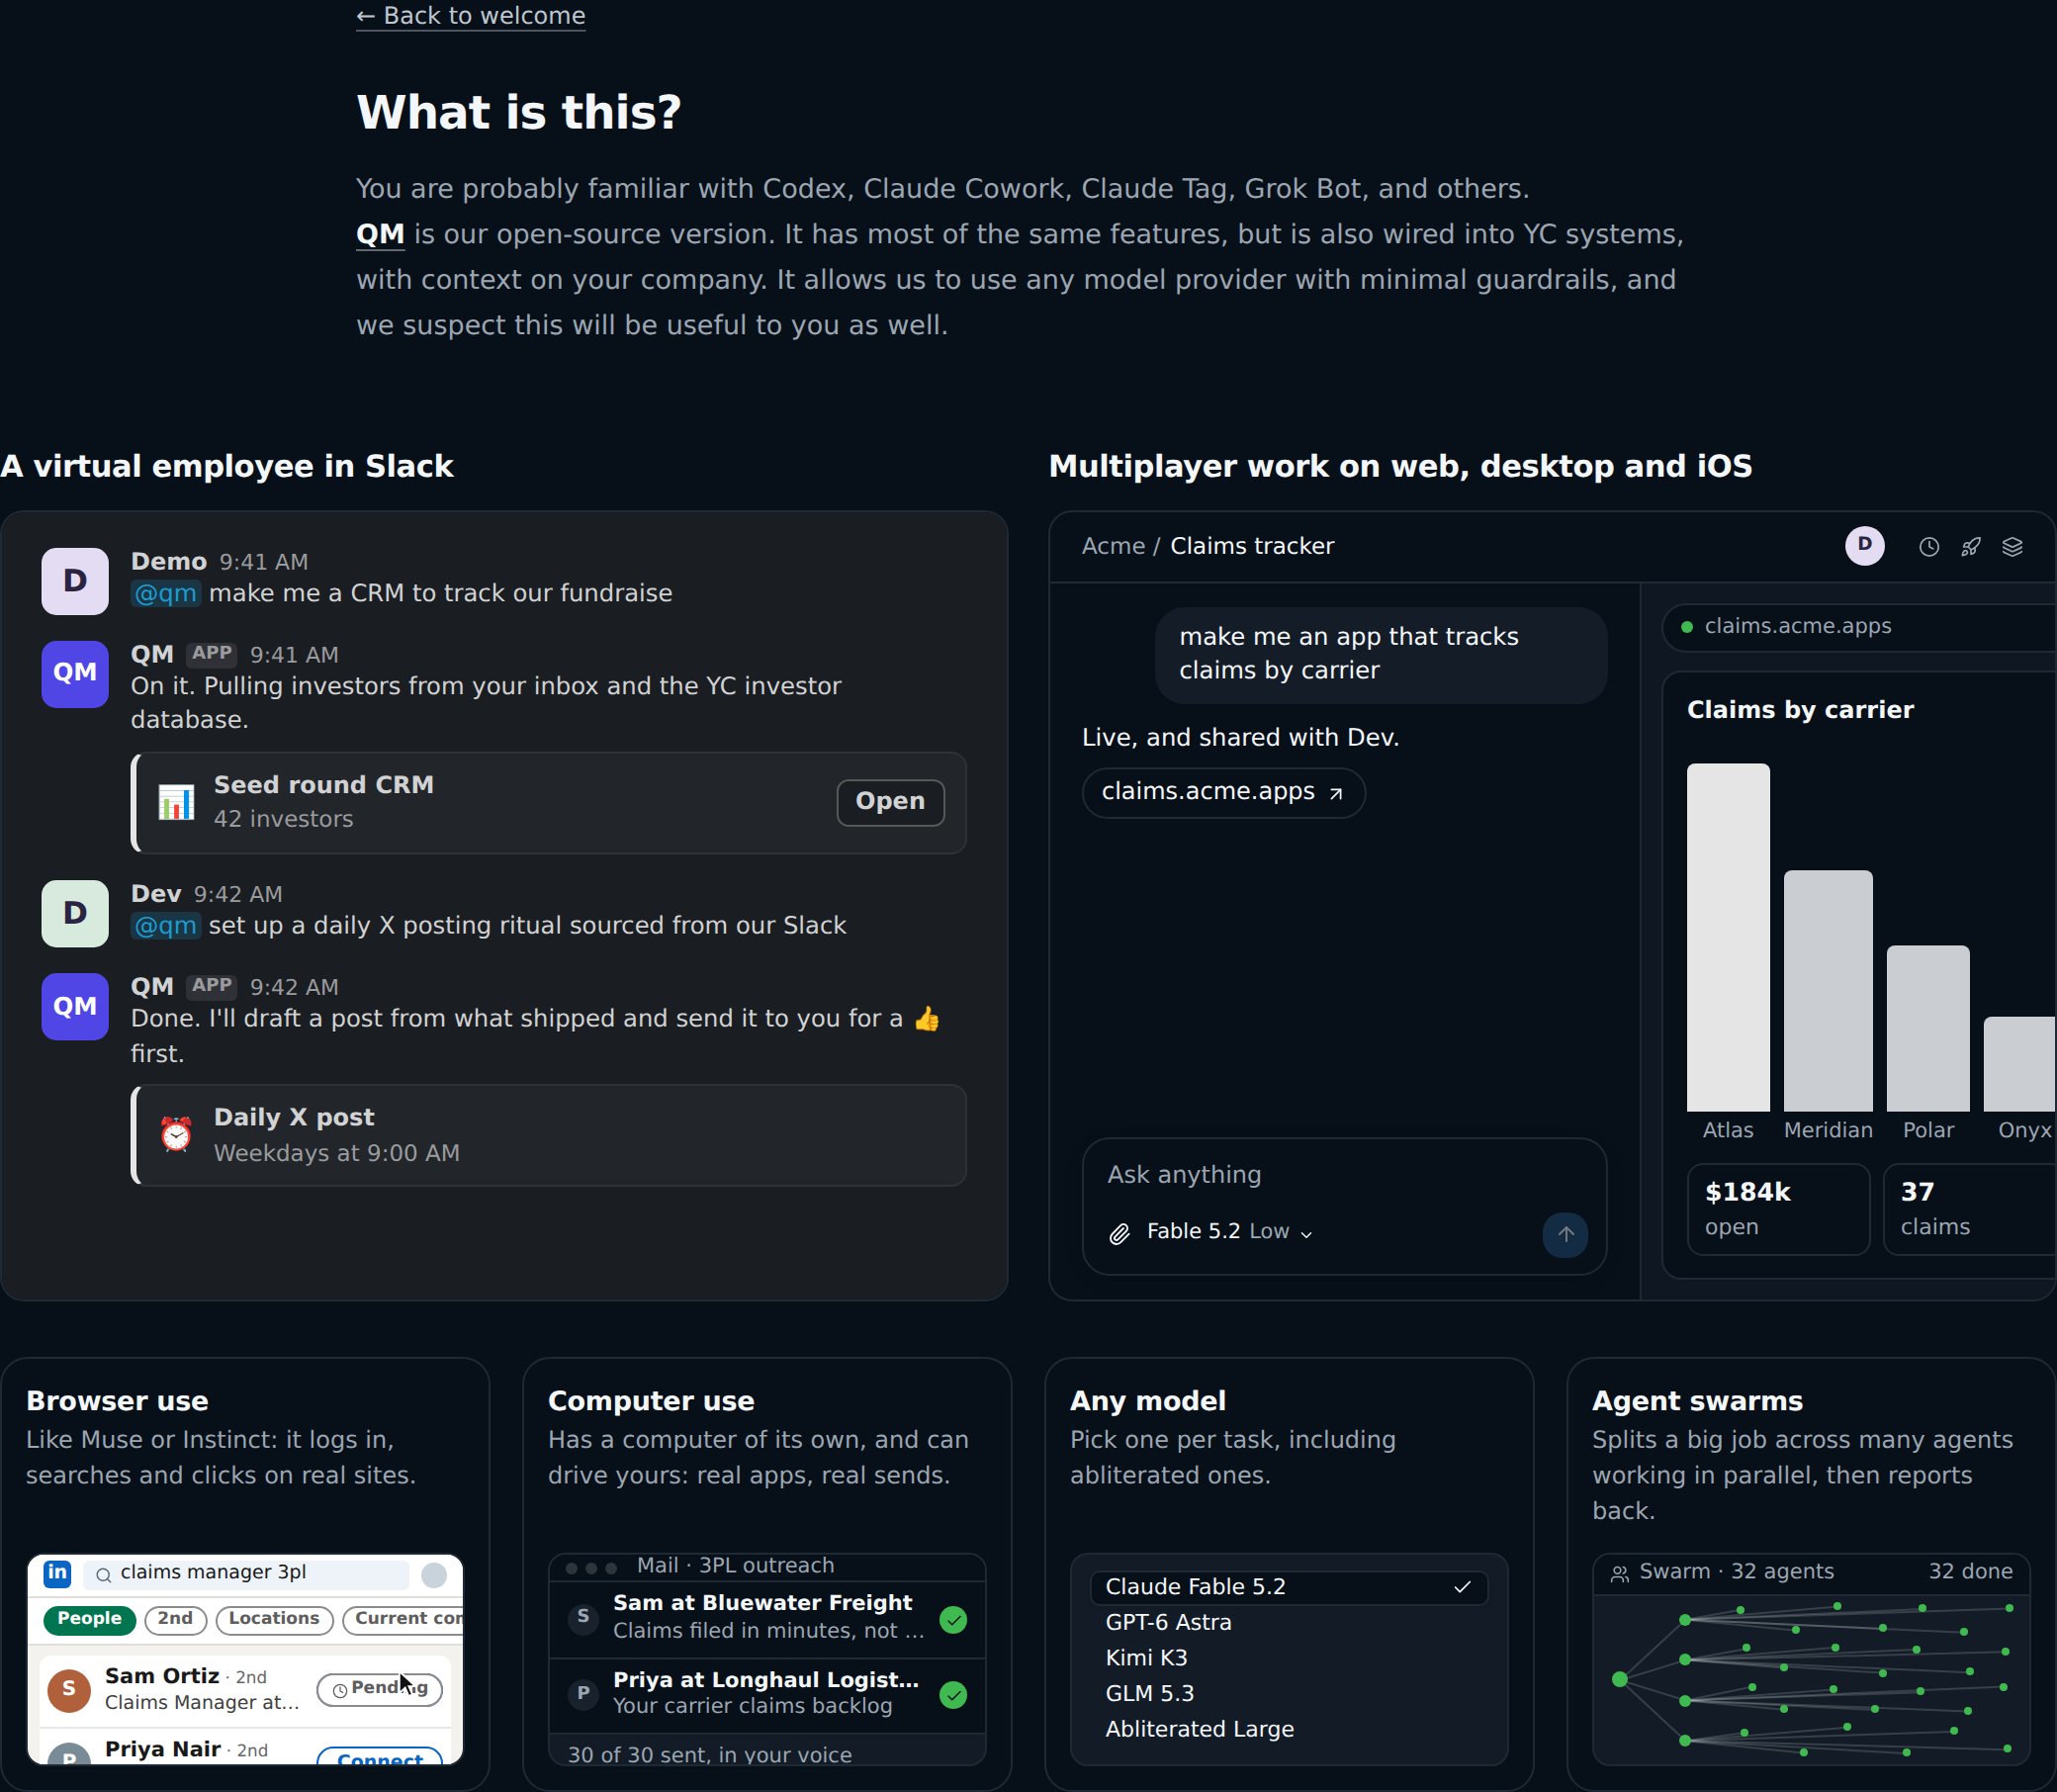 ← Back to welcome
What is this?
You are probably familiar with Codex, Claude Cowork, Claude Tag, Grok Bot, and others.
QM is our open-source version. It has most of the same features, but is also wired into YC systems,
with context on your company. It allows us to use any model provider with minimal guardrails, and
we suspect this will be useful to you as well.
A virtual employee in Slack
D
Demo 9:41 AM
@qm make me a CRM to track our fundraise
QM
QM APP 9:41 AM
On it. Pulling investors from your inbox and the YC investor
database.
Seed round CRM
42 investors
Open
D
Dev 9:42 AM
@qm set up a daily X posting ritual sourced from our Slack
QM
QM APP 9:42 AM
Done. I'll draft a post from what shipped and send it to you for a 👍
first.
Daily X post
Weekdays at 9:00 AM
Multiplayer work on web, desktop and iOS
Acme / Claims tracker
D
make me an app that tracks
claims by carrier
Live, and shared with Dev.
claims.acme.apps
Ask anything
Fable 5.2 Low
claims.acme.apps
Claims by carrier
Atlas Meridian Polar Onyx
$184k
open
37
claims
Browser use
Like Muse or Instinct: it logs in,
searches and clicks on real sites.
in
claims manager 3pl
People 2nd Locations Current con
S
Sam Ortiz · 2nd
Claims Manager at…
Pending
P
Priya Nair · 2nd
Connect
Computer use
Has a computer of its own, and can
drive yours: real apps, real sends.
Mail · 3PL outreach
S
Sam at Bluewater Freight
Claims filed in minutes, not …
P
Priya at Longhaul Logist…
Your carrier claims backlog
30 of 30 sent, in your voice
Any model
Pick one per task, including
abliterated ones.
Claude Fable 5.2
GPT-6 Astra
Kimi K3
GLM 5.3
Abliterated Large
Agent swarms
Splits a big job across many agents
working in parallel, then reports
back.
Swarm · 32 agents
32 done